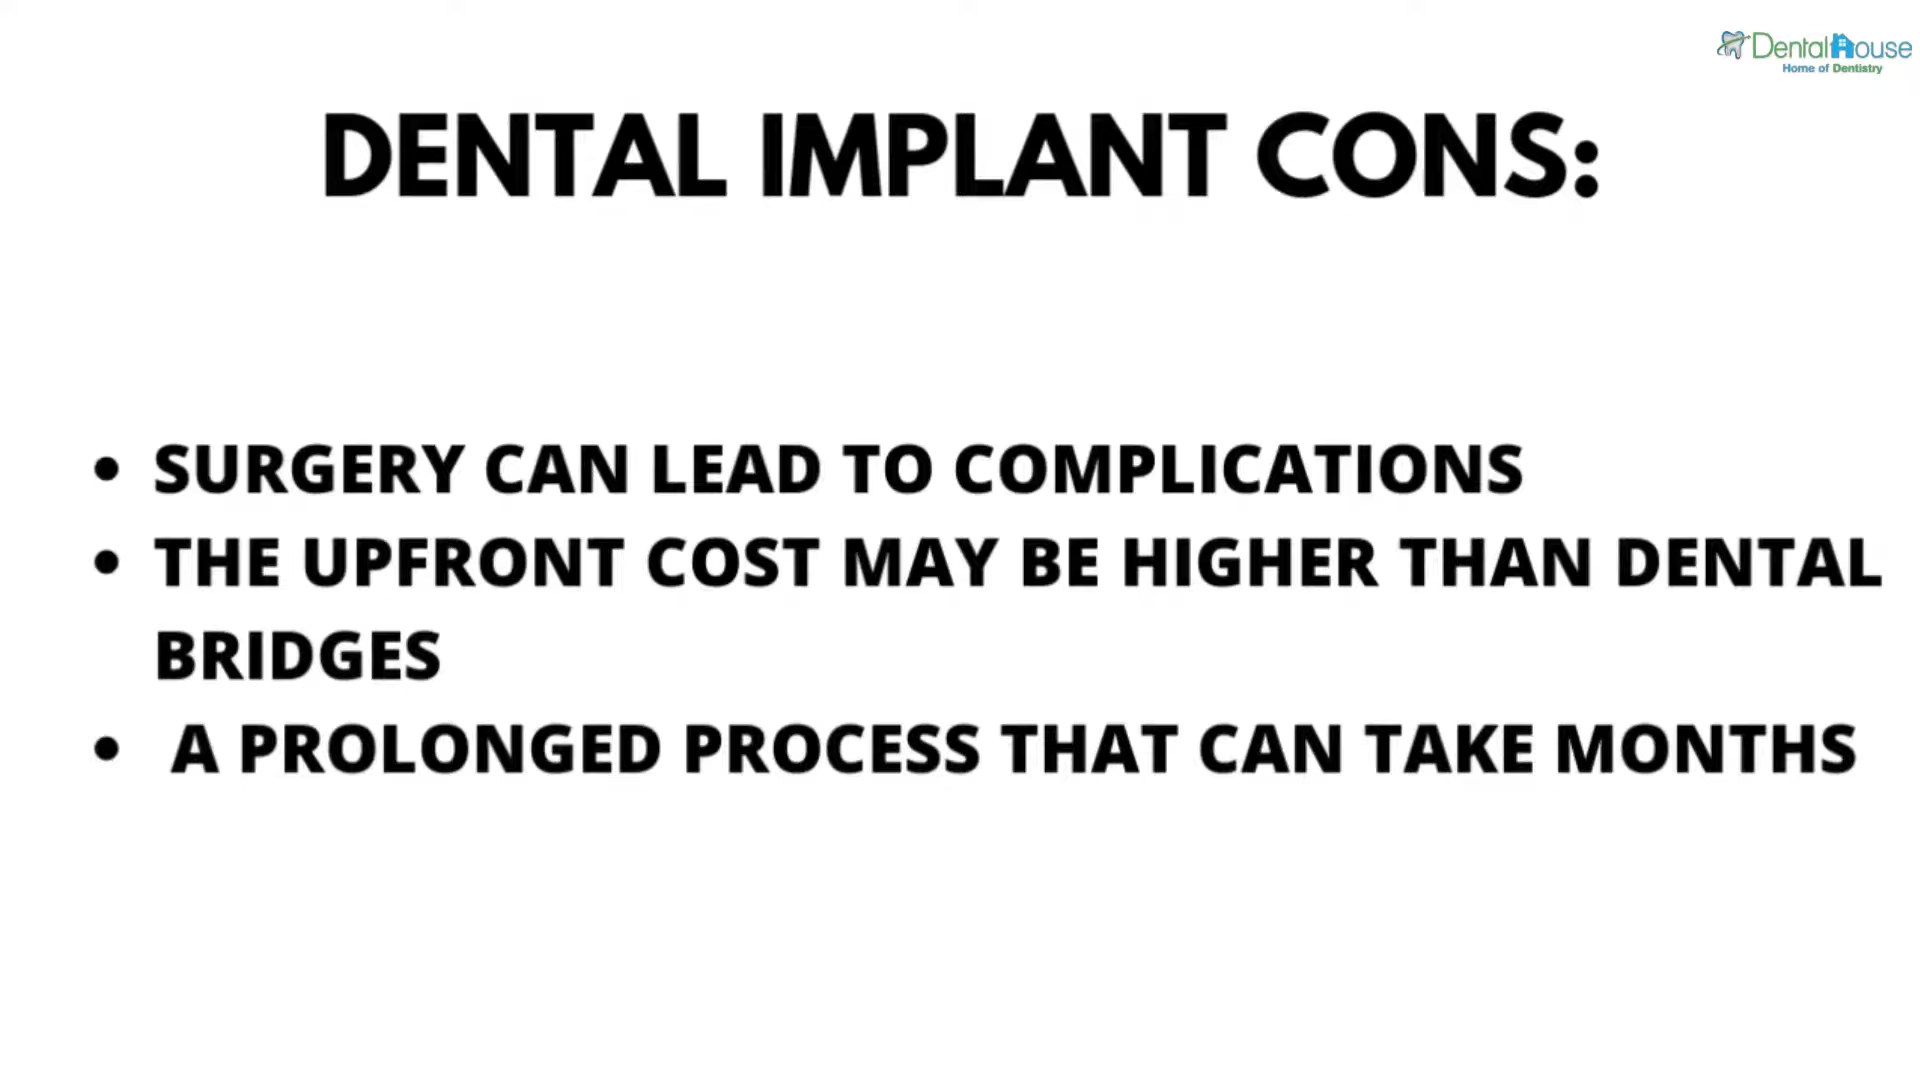 DentalHouse
Home of Dentistry
DENTAL IMPLANT CONS:
• SURGERY CAN LEAD TO COMPLICATIONS
• THE UPFRONT COST MAY BE HIGHER THAN DENTAL
BRIDGES
• A PROLONGED PROCESS THAT CAN TAKE MONTHS